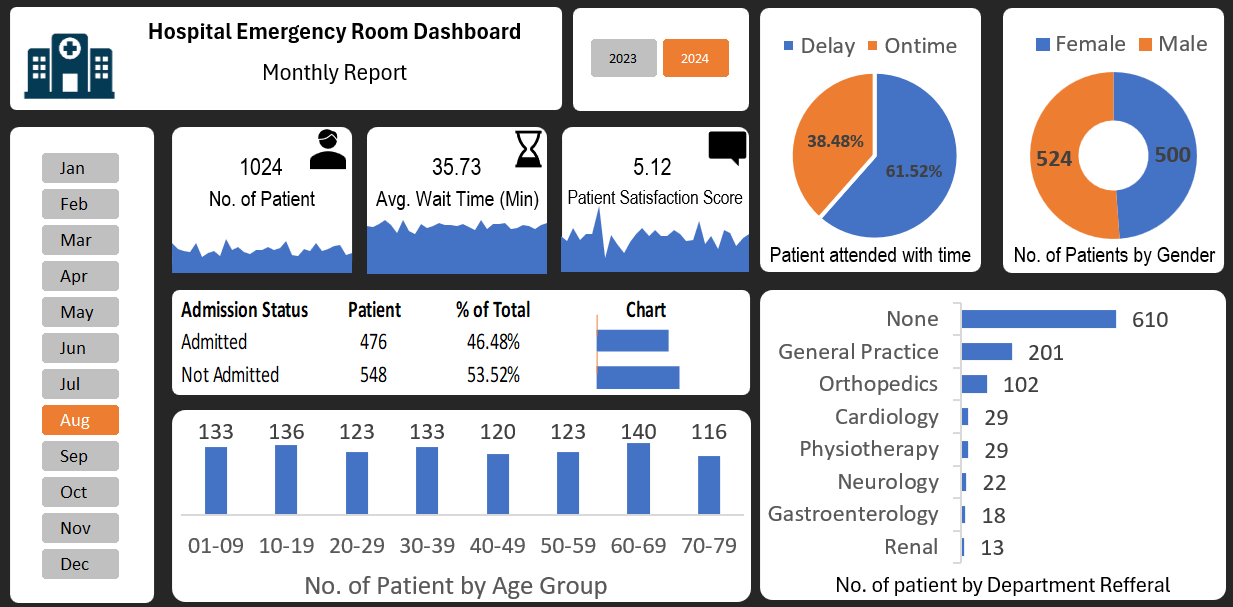 Hospital Emergency Room Dashboard
Monthly Report
2023
2024
Jan
Feb
Mar
Apr
May
Jun
Jul
Aug
Sep
Oct
Nov
Dec
1024
No. of Patient
35.73
Avg. Wait Time (Min)
5.12
Patient Satisfaction Score
Delay Ontime
38.48%
61.52%
Patient attended with time
Female Male
524 500
No. of Patients by Gender
Admission Status Patient % of Total Chart
Admitted 476 46.48%
Not Admitted 548 53.52%
133 136 123 133 120 123 140 116
01-09 10-19 20-29 30-39 40-49 50-59 60-69 70-79
No. of Patient by Age Group
None 610
General Practice 201
Orthopedics 102
Cardiology 29
Physiotherapy 29
Neurology 22
Gastroenterology 18
Renal 13
No. of patient by Department Refferal